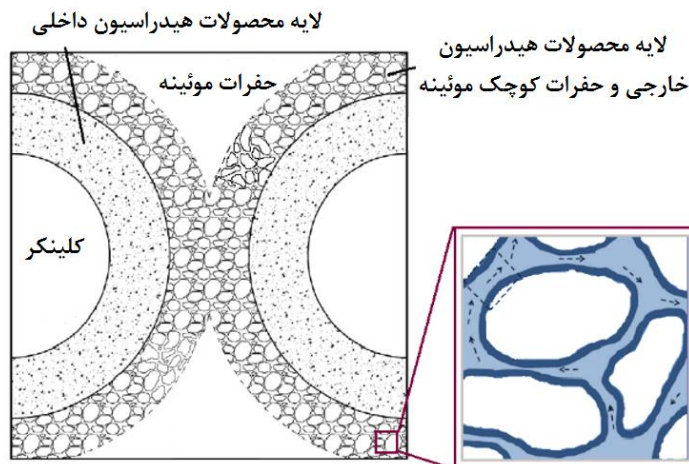 لایه محصولات هیدراسیون داخلی
لایه محصولات هیدراسیون
خارجی و حفرات کوچک موئینه
حفرات موئینه
کلینکر